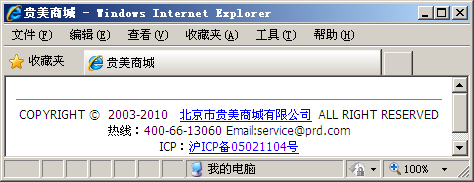 贵美商城 - Windows Internet Explorer
文件(F) 编辑(E) 查看(V) 收藏夹(A) 工具(T) 帮助(H)
收藏夹 贵美商城
COPYRIGHT © 2003-2010 北京市贵美商城有限公司 ALL RIGHT RESERVED
热线：400-66-13060 Email:service@prd.com
ICP：沪ICP备05021104号
我的电脑 100%